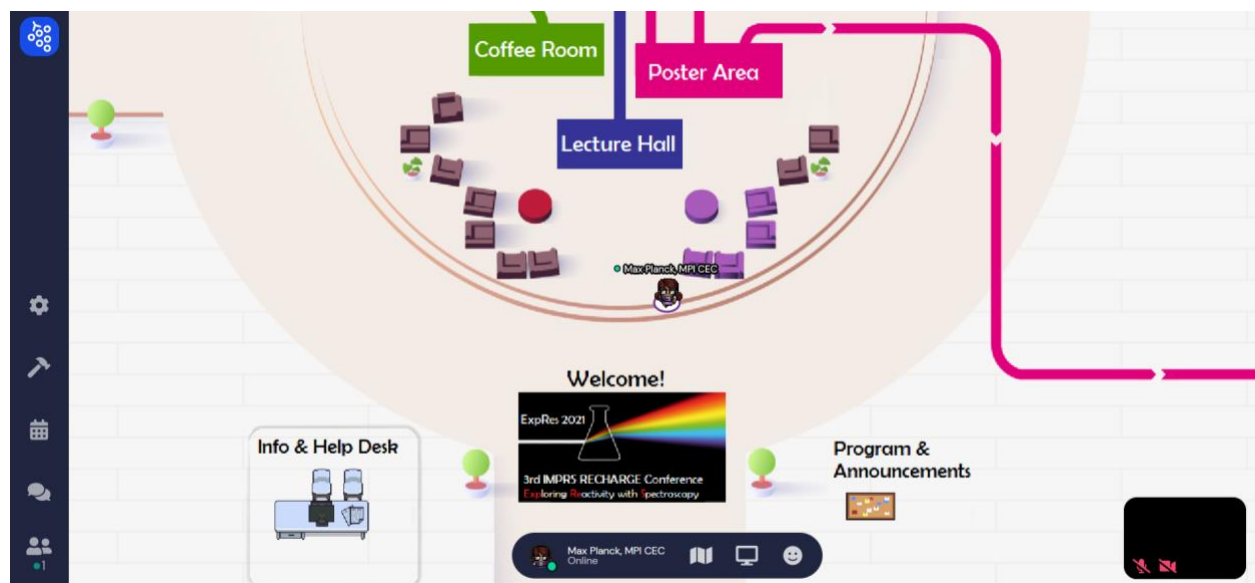 Coffee Room
Poster Area
Lecture Hall
Max Planck, MPI CEC
Welcome!
ExpRes 2021
3rd IMPRS RECHARGE Conference
Exploring Reactivity with Spectroscopy
Info & Help Desk
Program &
Announcements
Max Planck, MPI CEC
Online
1